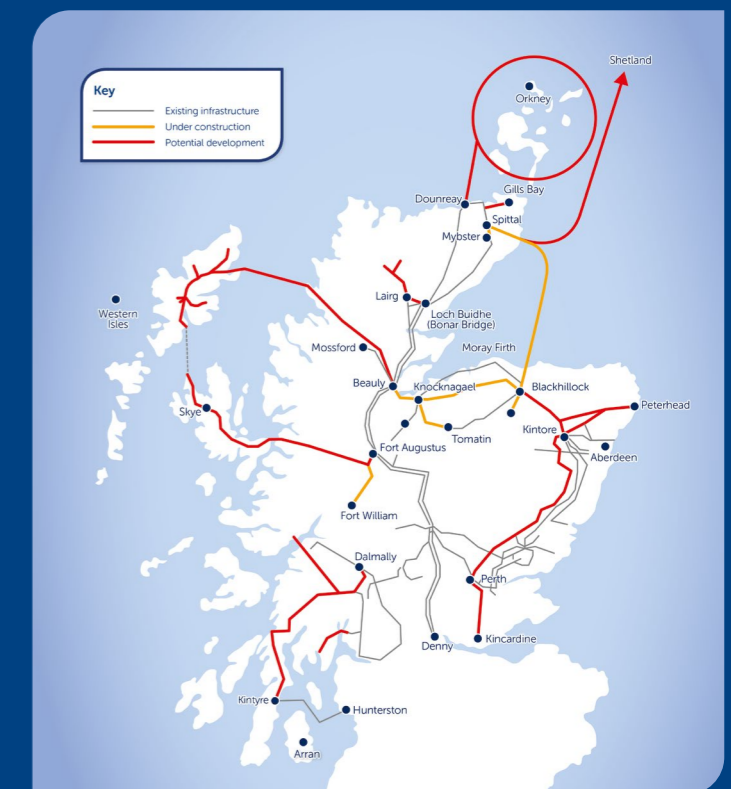 Key
Existing infrastructure
Under construction
Potential development
Shetland
Orkney
Dounreay
Gills Bay
Spittal
Mybster
Western
Isles
Lairg
Loch Buidhe
(Bonar Bridge)
Mossford
Moray Firth
Beauly
Knocknagael
Blackhillock
Skye
Peterhead
Tomatin
Kintore
Fort Augustus
Aberdeen
Fort William
Dalmally
Perth
Denny
Kincardine
Kintyre
Hunterston
Arran